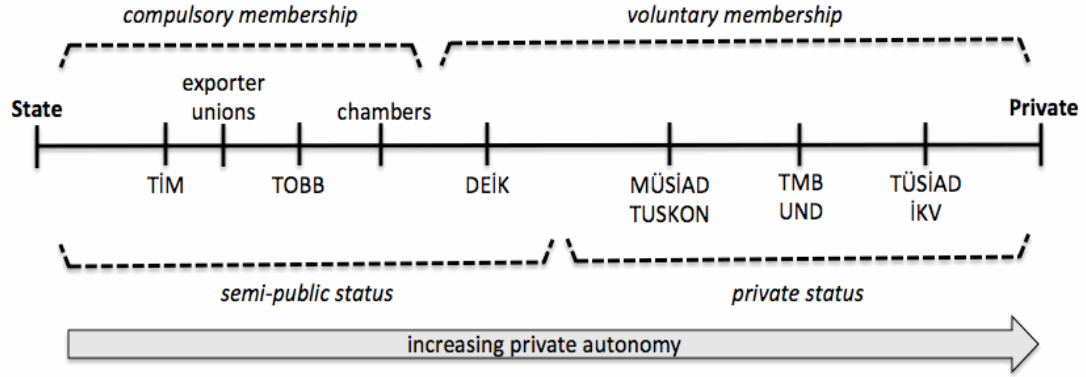 compulsory membership
voluntary membership
exporter
unions
chambers
State
Private
TİM
TOBB
DEİK
MÜSİAD
TUSKON
TMB
UND
TÜSİAD
İKV
semi-public status
private status
increasing private autonomy